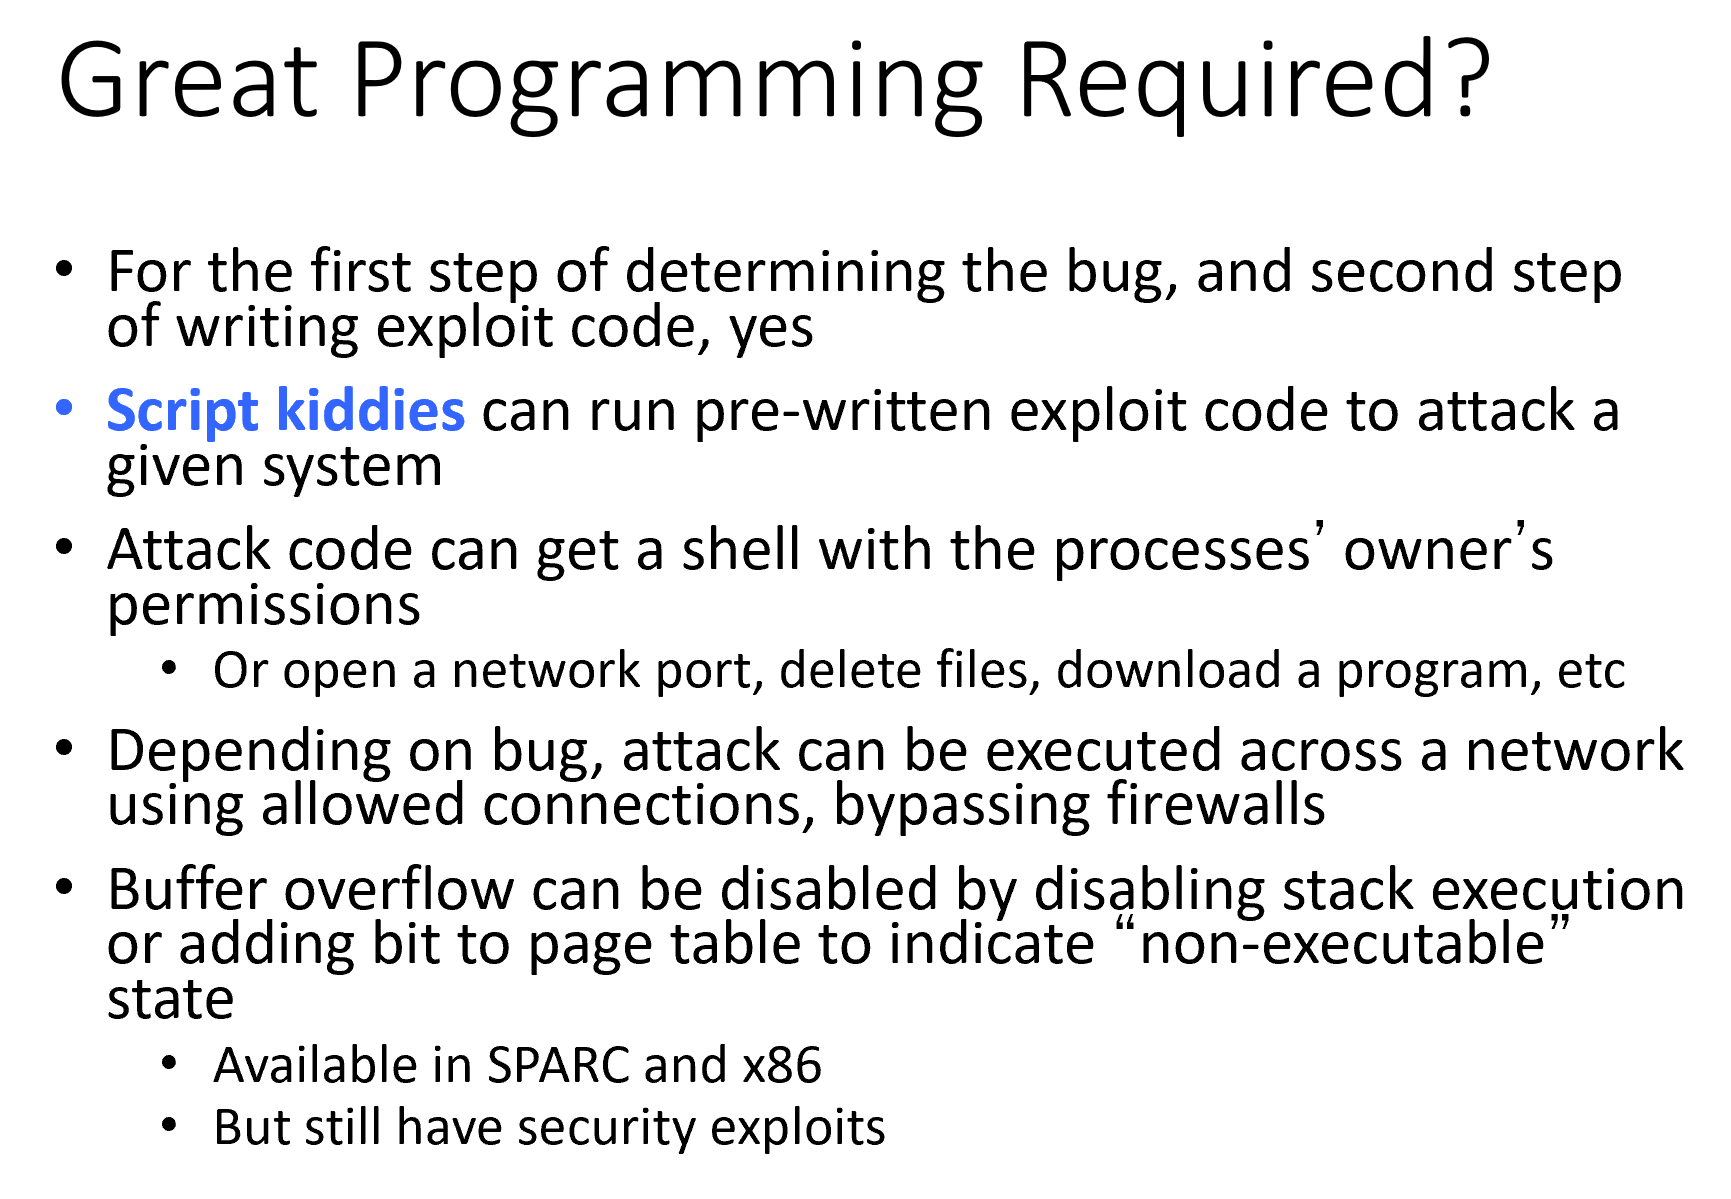 Great Programming Required?
• For the first step of determining the bug, and second step
of writing exploit code, yes
• Script kiddies can run pre-written exploit code to attack a
given system
• Attack code can get a shell with the processes’ owner’s
permissions
• Or open a network port, delete files, download a program, etc
• Depending on bug, attack can be executed across a network
using allowed connections, bypassing firewalls
• Buffer overflow can be disabled by disabling stack execution
or adding bit to page table to indicate “non-executable”
state
• Available in SPARC and x86
• But still have security exploits